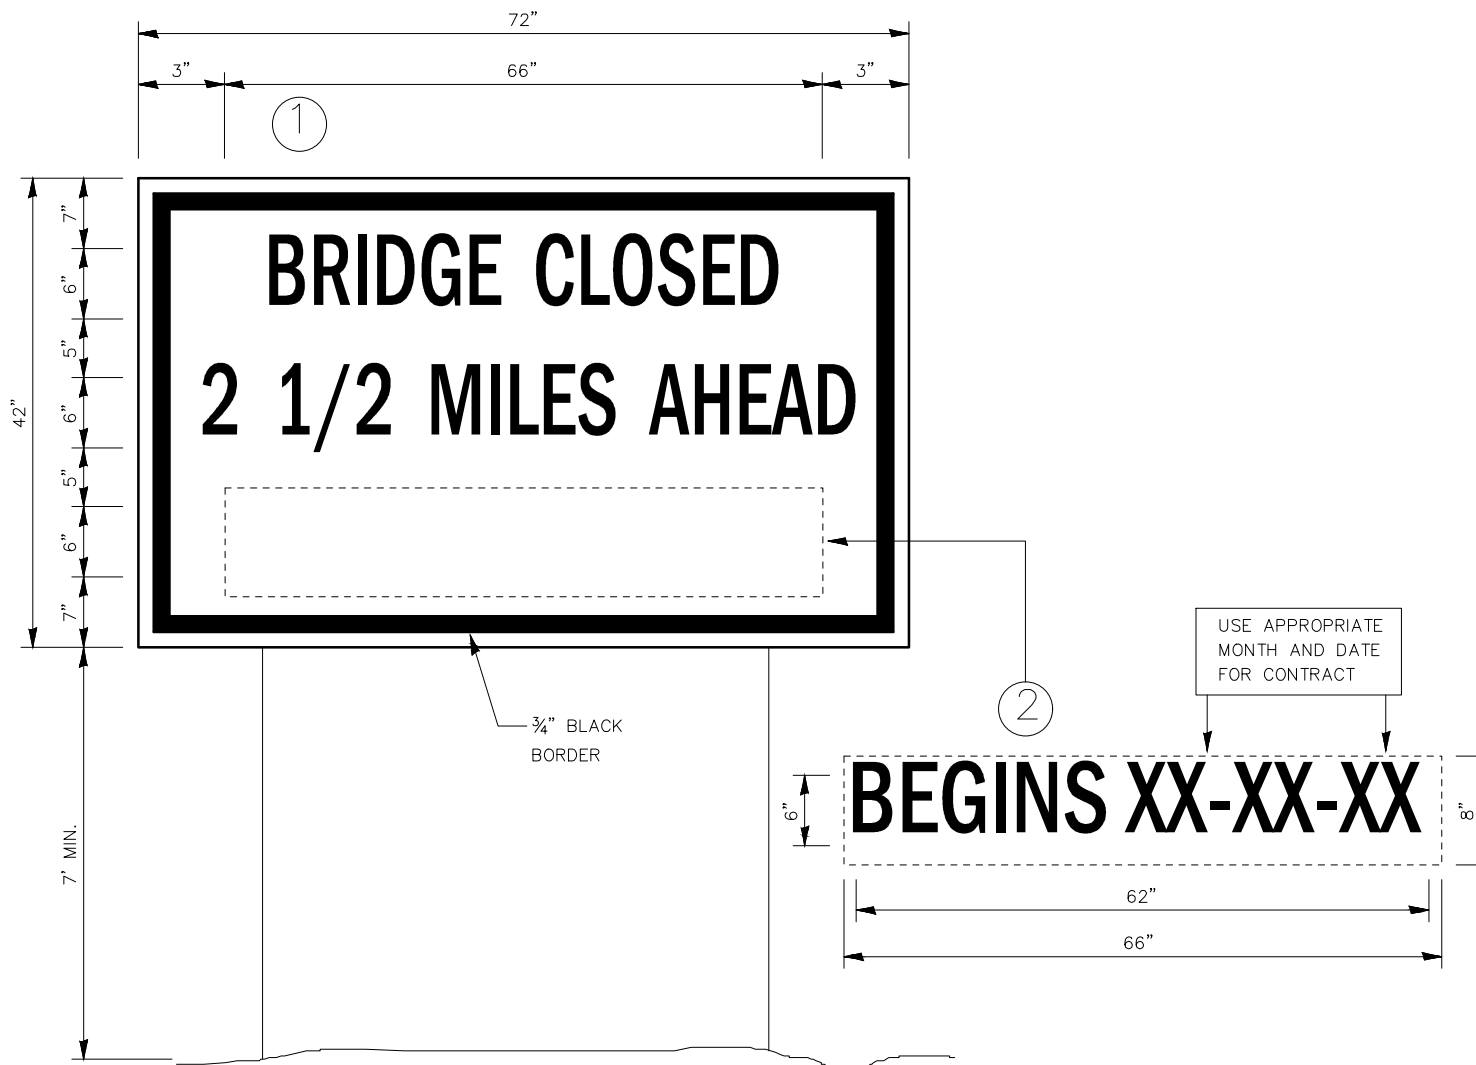 72”
3” 66” 3”
1
7”
6”
5”
6”
5”
6”
7”
42”
BRIDGE CLOSED
2 1/2 MILES AHEAD
¾” BLACK
BORDER
7’ MIN.
2
USE APPROPRIATE
MONTH AND DATE
FOR CONTRACT
BEGINS XX-XX-XX
6”
8”
62”
66”